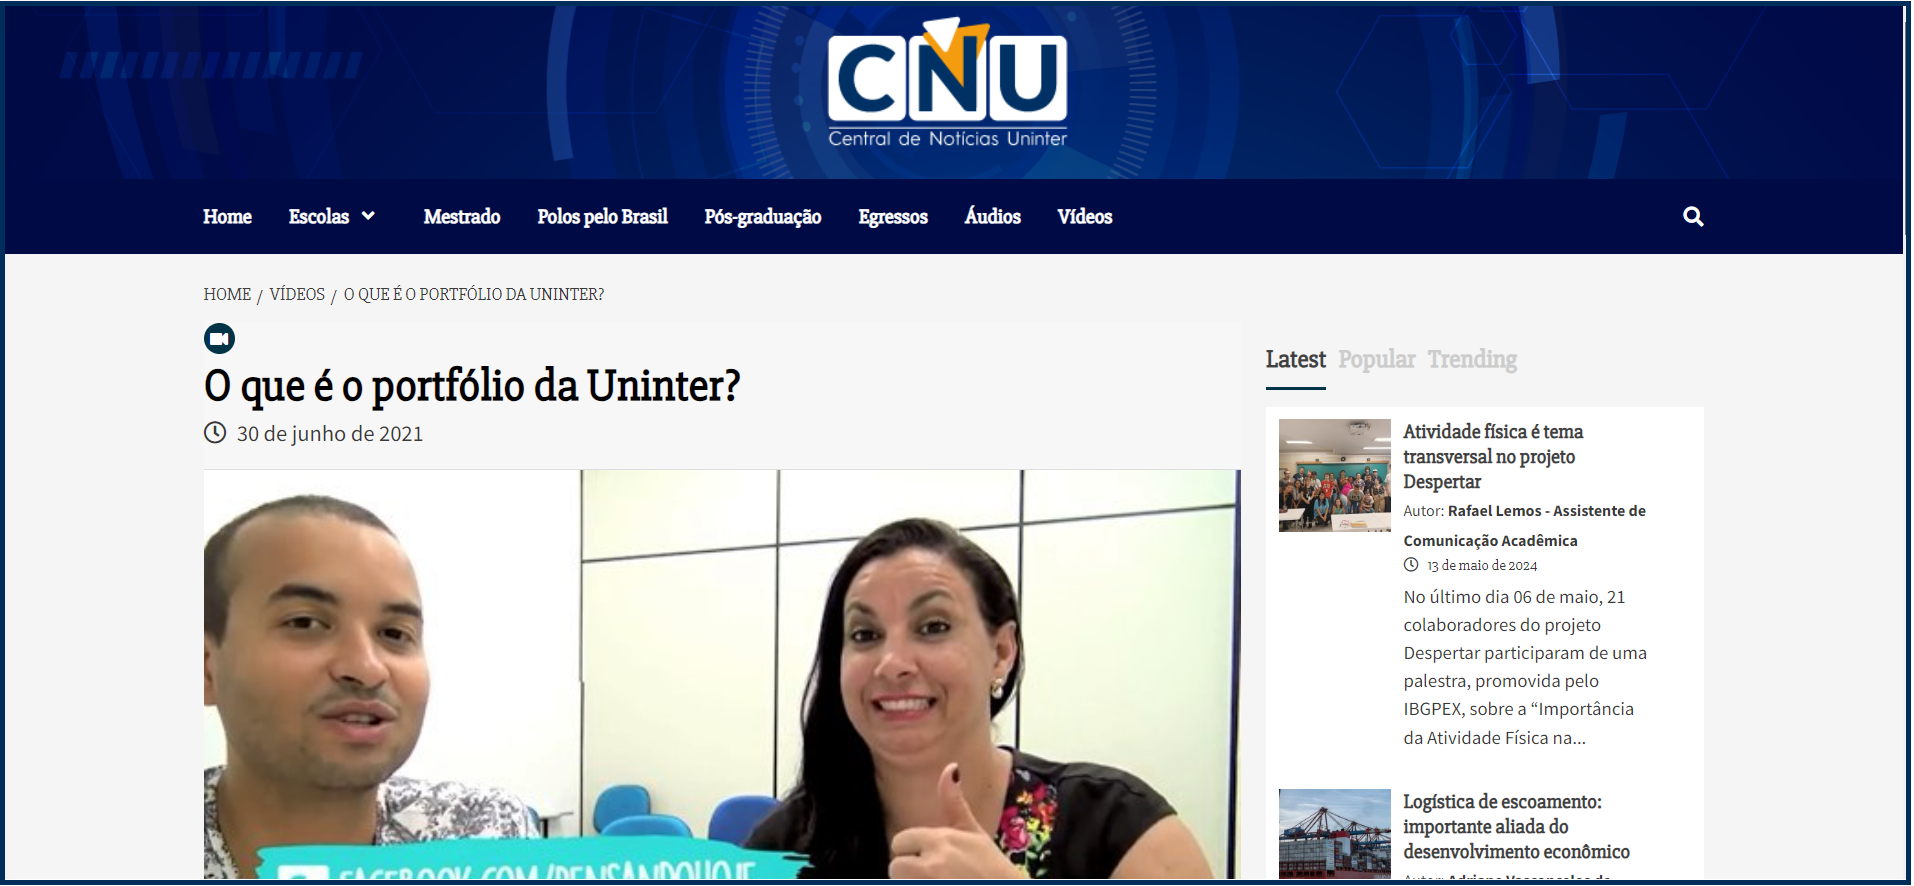 CNU
Central de Notícias Uninter
Home Escolas Mestrado Polos pelo Brasil Pós-graduação Egressos Áudios Vídeos
HOME / VÍDEOS / O QUE É O PORTFÓLIO DA UNINTER?
O que é o portfólio da Uninter?
30 de junho de 2021
FACEBOOK.COM/PENSANDOHOJE
Latest Popular Trending
Atividade física é tema
transversal no projeto
Despertar
Autor: Rafael Lemos - Assistente de
Comunicação Acadêmica
13 de maio de 2024
No último dia 06 de maio, 21
colaboradores do projeto
Despertar participaram de uma
palestra, promovida pelo
IBGPEX, sobre a “Importância
da Atividade Física na...
Logística de escoamento:
importante aliada do
desenvolvimento econômico